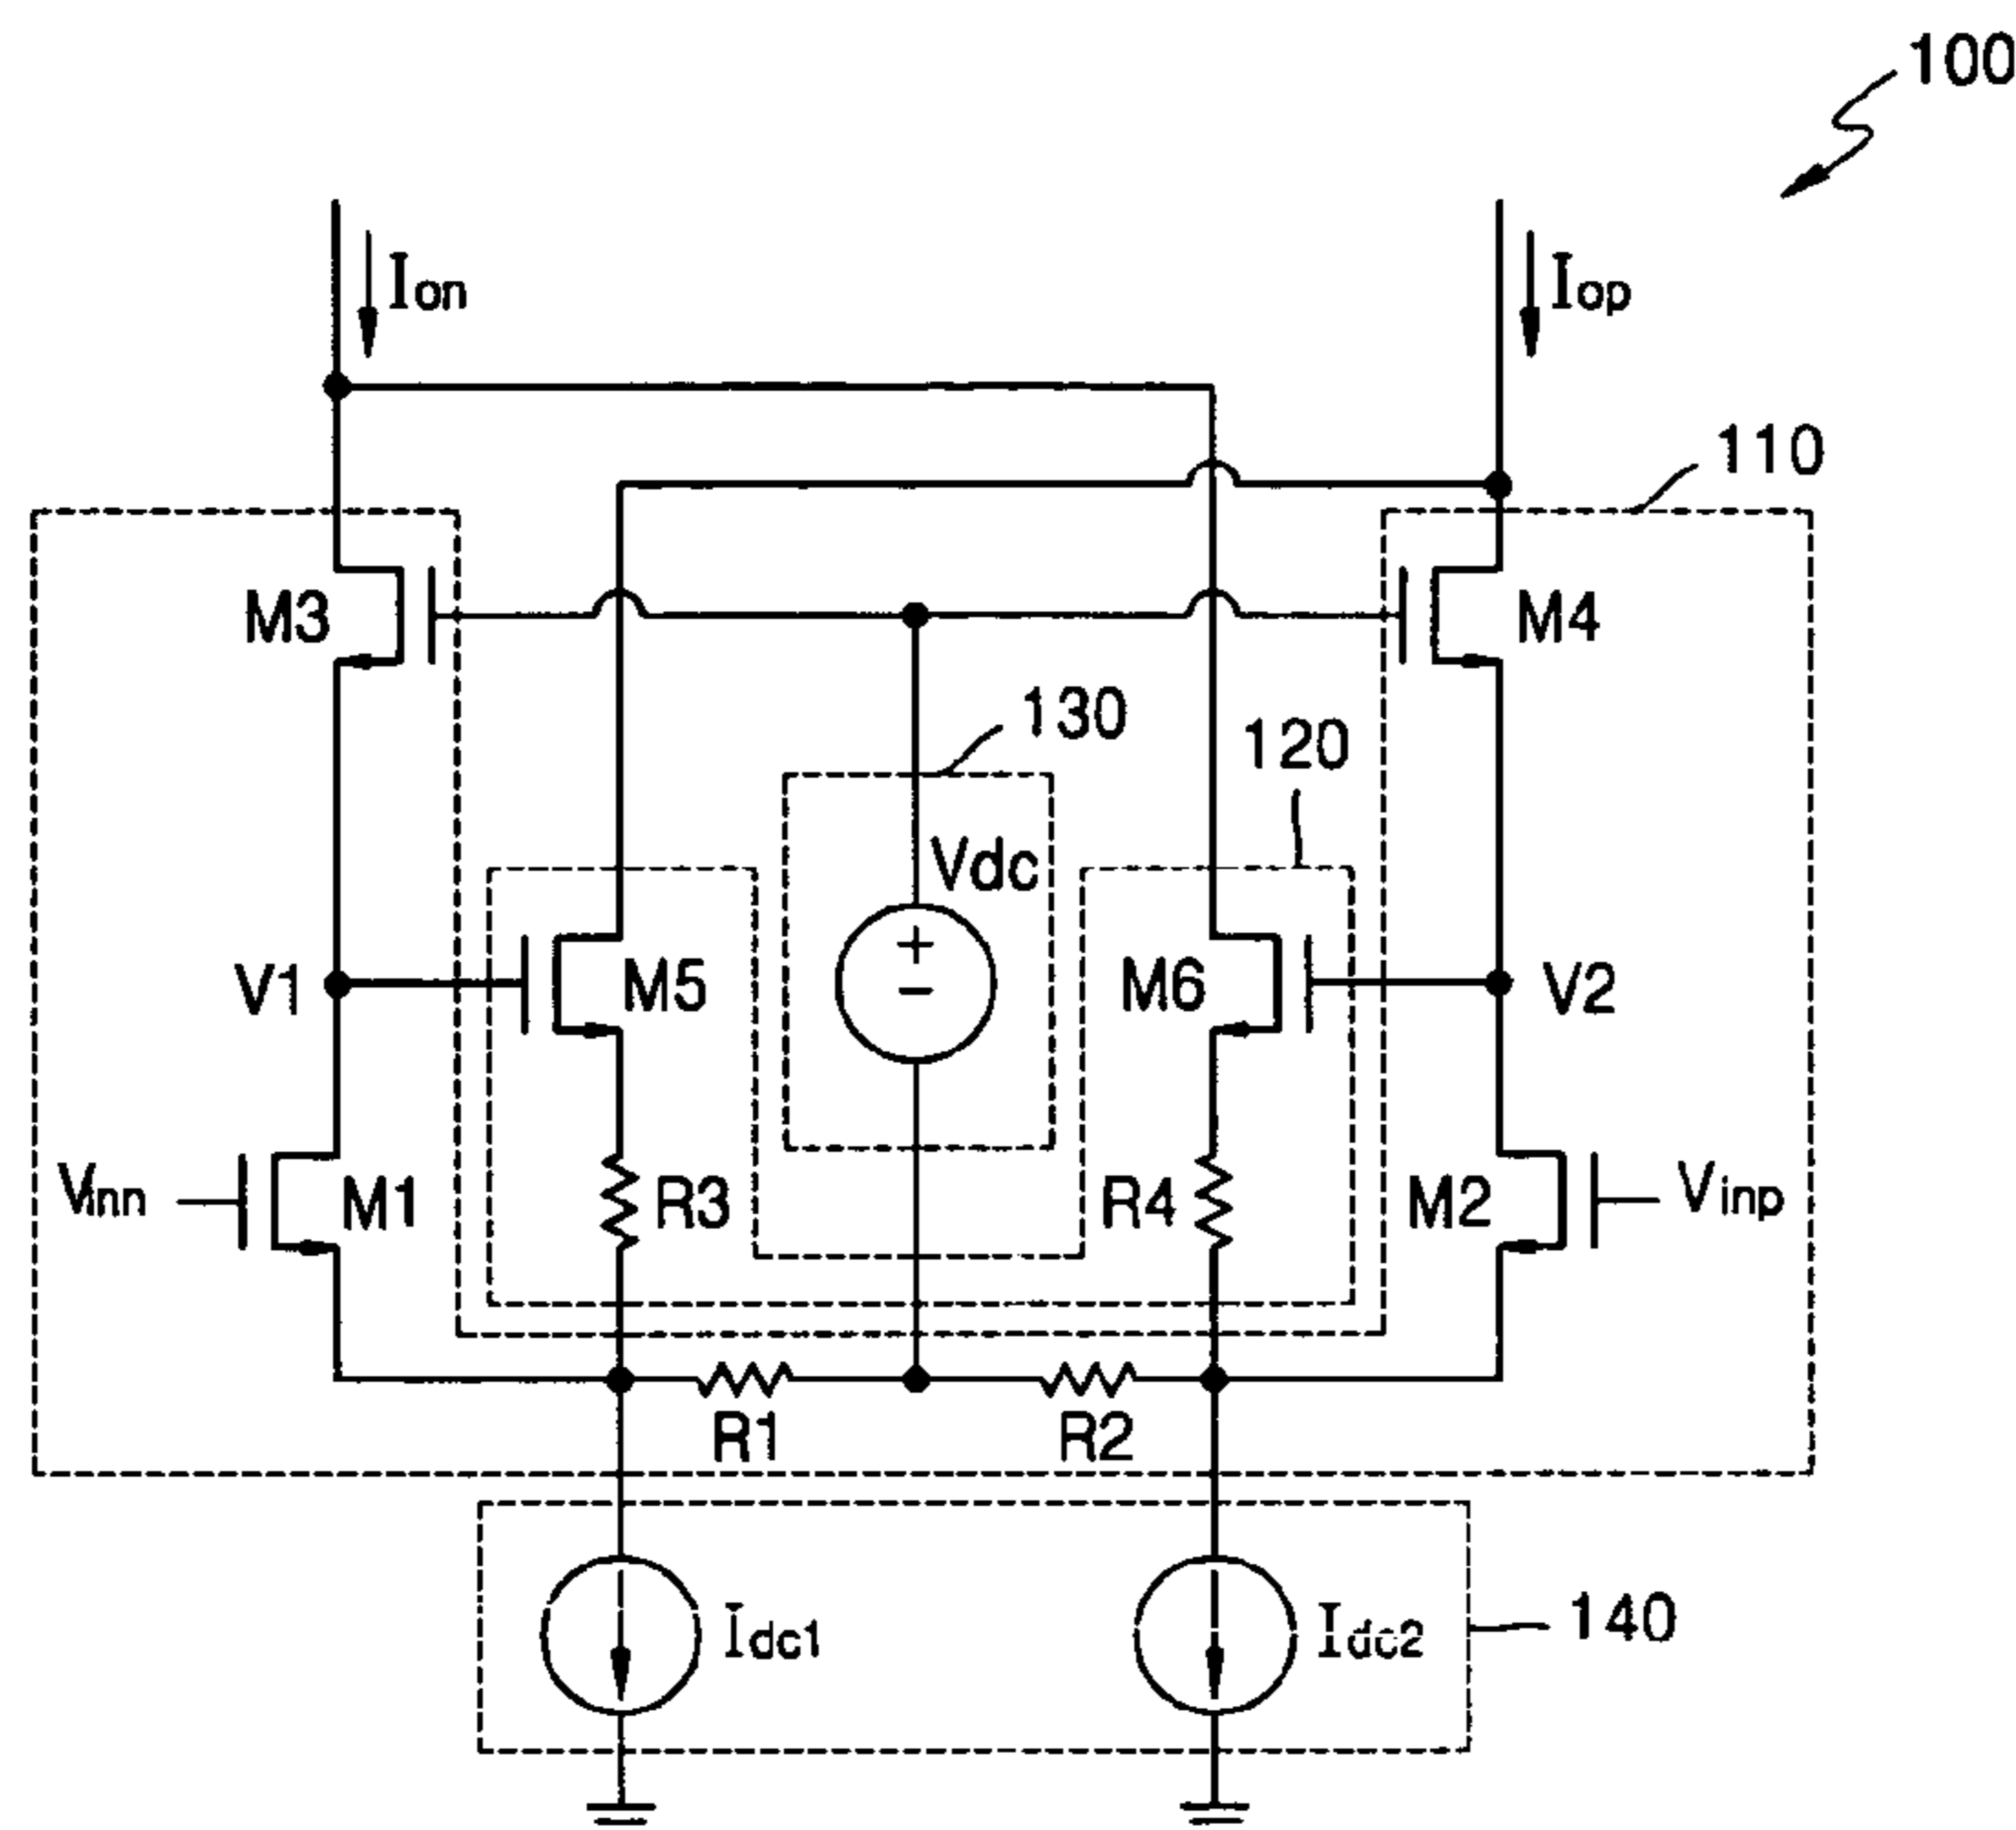 100
Ion
Iop
110
M3
M4
130
120
Vdc
+
−
V1
M5
M6
V2
Vinn
M1
R3
R4
M2
Vinp
R1
R2
Idc1
Idc2
140